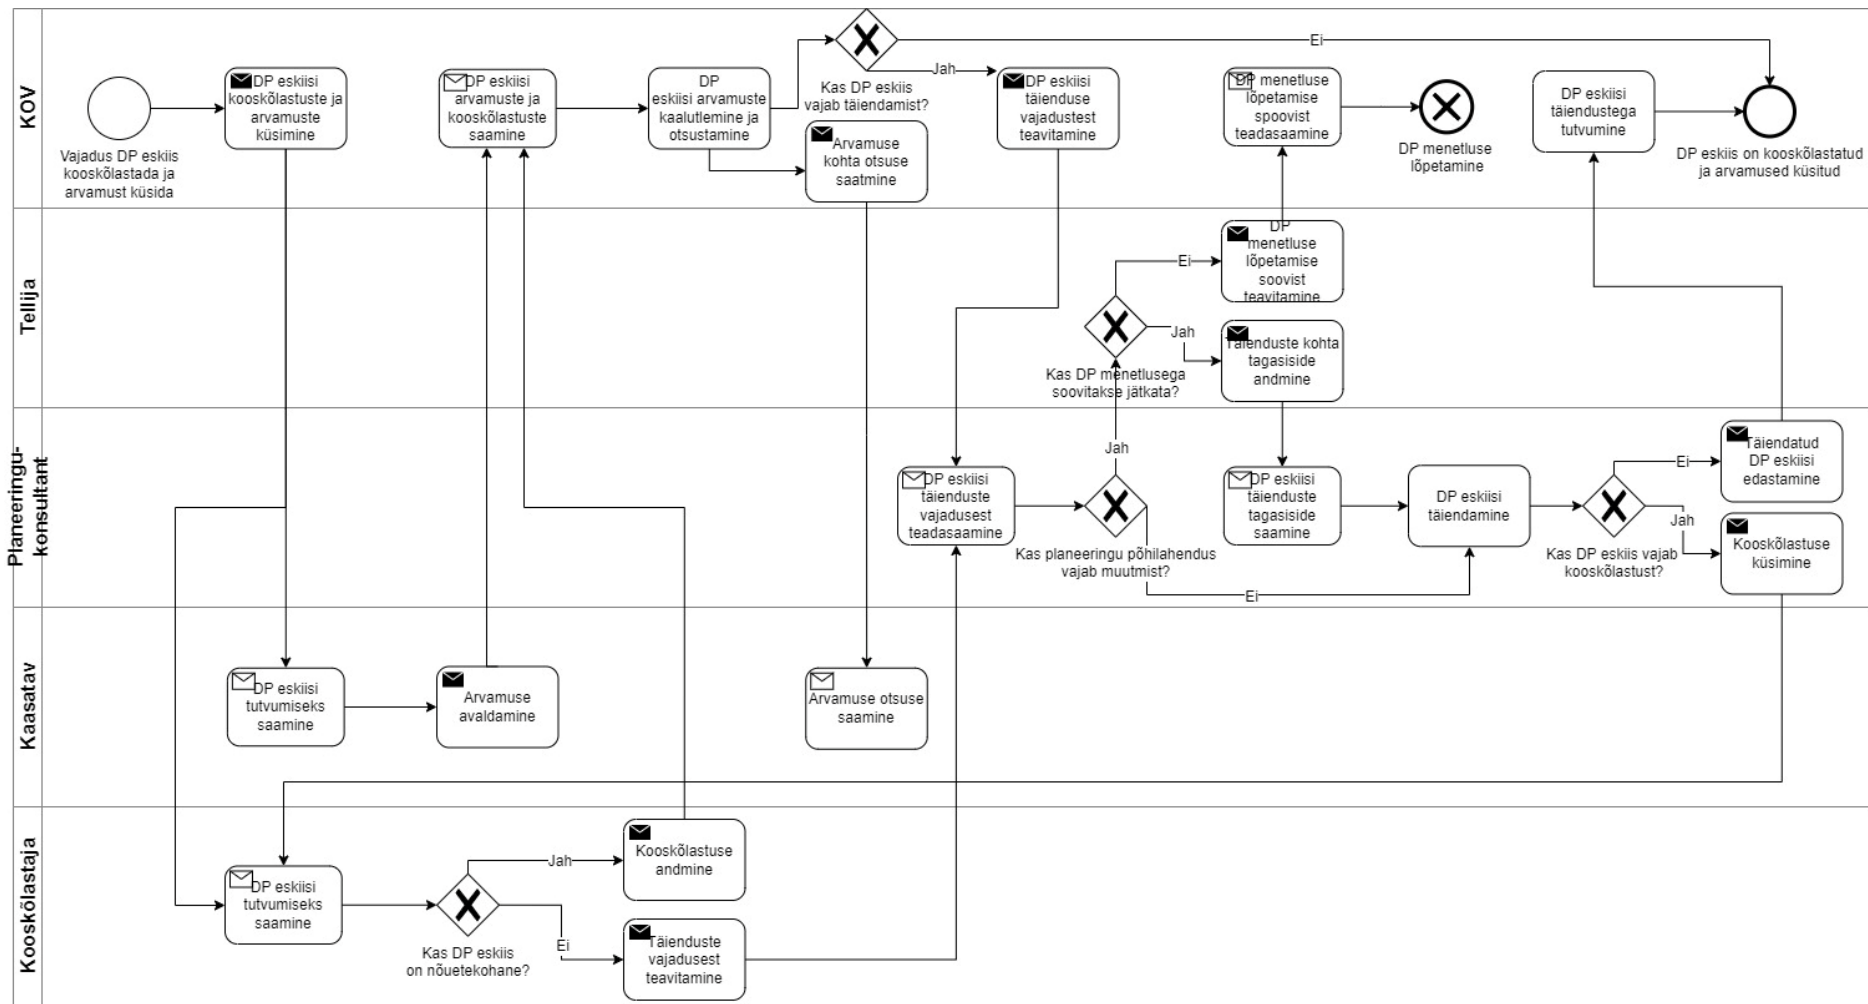 KOV
Vajadus DP eskiis
kooskõlastada ja
arvamust küsida
DP eskiisi
kooskõlastuste ja
arvamuste
küsimine
DP eskiisi
arvamuste ja
kooskõlastuste
saamine
DP
eskiisi arvamuste
kaalutlemine ja
otsustamine
Kas DP eskiis
vajab täiendamist?
Ei
Jah
Arvamuse
kohta otsuse
saatmine
DP eskiisi
täienduse
vajadustest
teavitamine
DP menetluse
lõpetamise
spoovist
teadasaamine
DP menetluse
lõpetamine
DP eskiisi
täiendustega
tutvumine
DP eskiis on kooskõlastatud
ja arvamused küsitud
Tellija
Kas DP menetlusega
soovitakse jätkata?
Ei
DP
menetluse
lõpetamise
soovist
teavitamine
Jah
Täienduste kohta
tagasiside
andmine
Planeeringu-
konsultant
DP eskiisi
täienduste
vajadusest
teadasaamine
Jah
Kas planeeringu põhilahendus
vajab muutmist?
Ei
DP eskiisi
täienduste
tagasiside
saamine
DP eskiisi
täiendamine
Kas DP eskiis vajab
kooskõlastust?
Ei
Täiendatud
DP eskiisi
edastamine
Jah
Kooskõlastuse
küsimine
Kaasatav
DP eskiisi
tutvumiseks
saamine
Arvamuse
avaldamine
Arvamuse otsuse
saamine
Kooskõlastaja
DP eskiisi
tutvumiseks
saamine
Kas DP eskiis
on nõuetekohane?
Jah
Kooskõlastuse
andmine
Ei
Täienduste
vajadusest
teavitamine